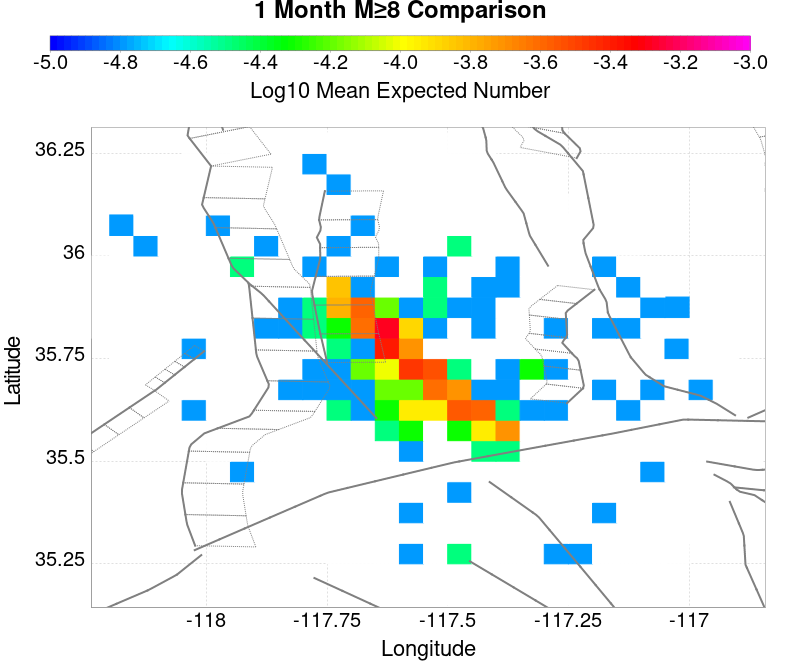 1 Month M≥8 Comparison
-5.0 -4.8 -4.6 -4.4 -4.2 -4.0 -3.8 -3.6 -3.4 -3.2 -3.0
Log10 Mean Expected Number
36.25
36
35.75
35.5
35.25
Latitude
-118 -117.75 -117.5 -117.25 -117
Longitude